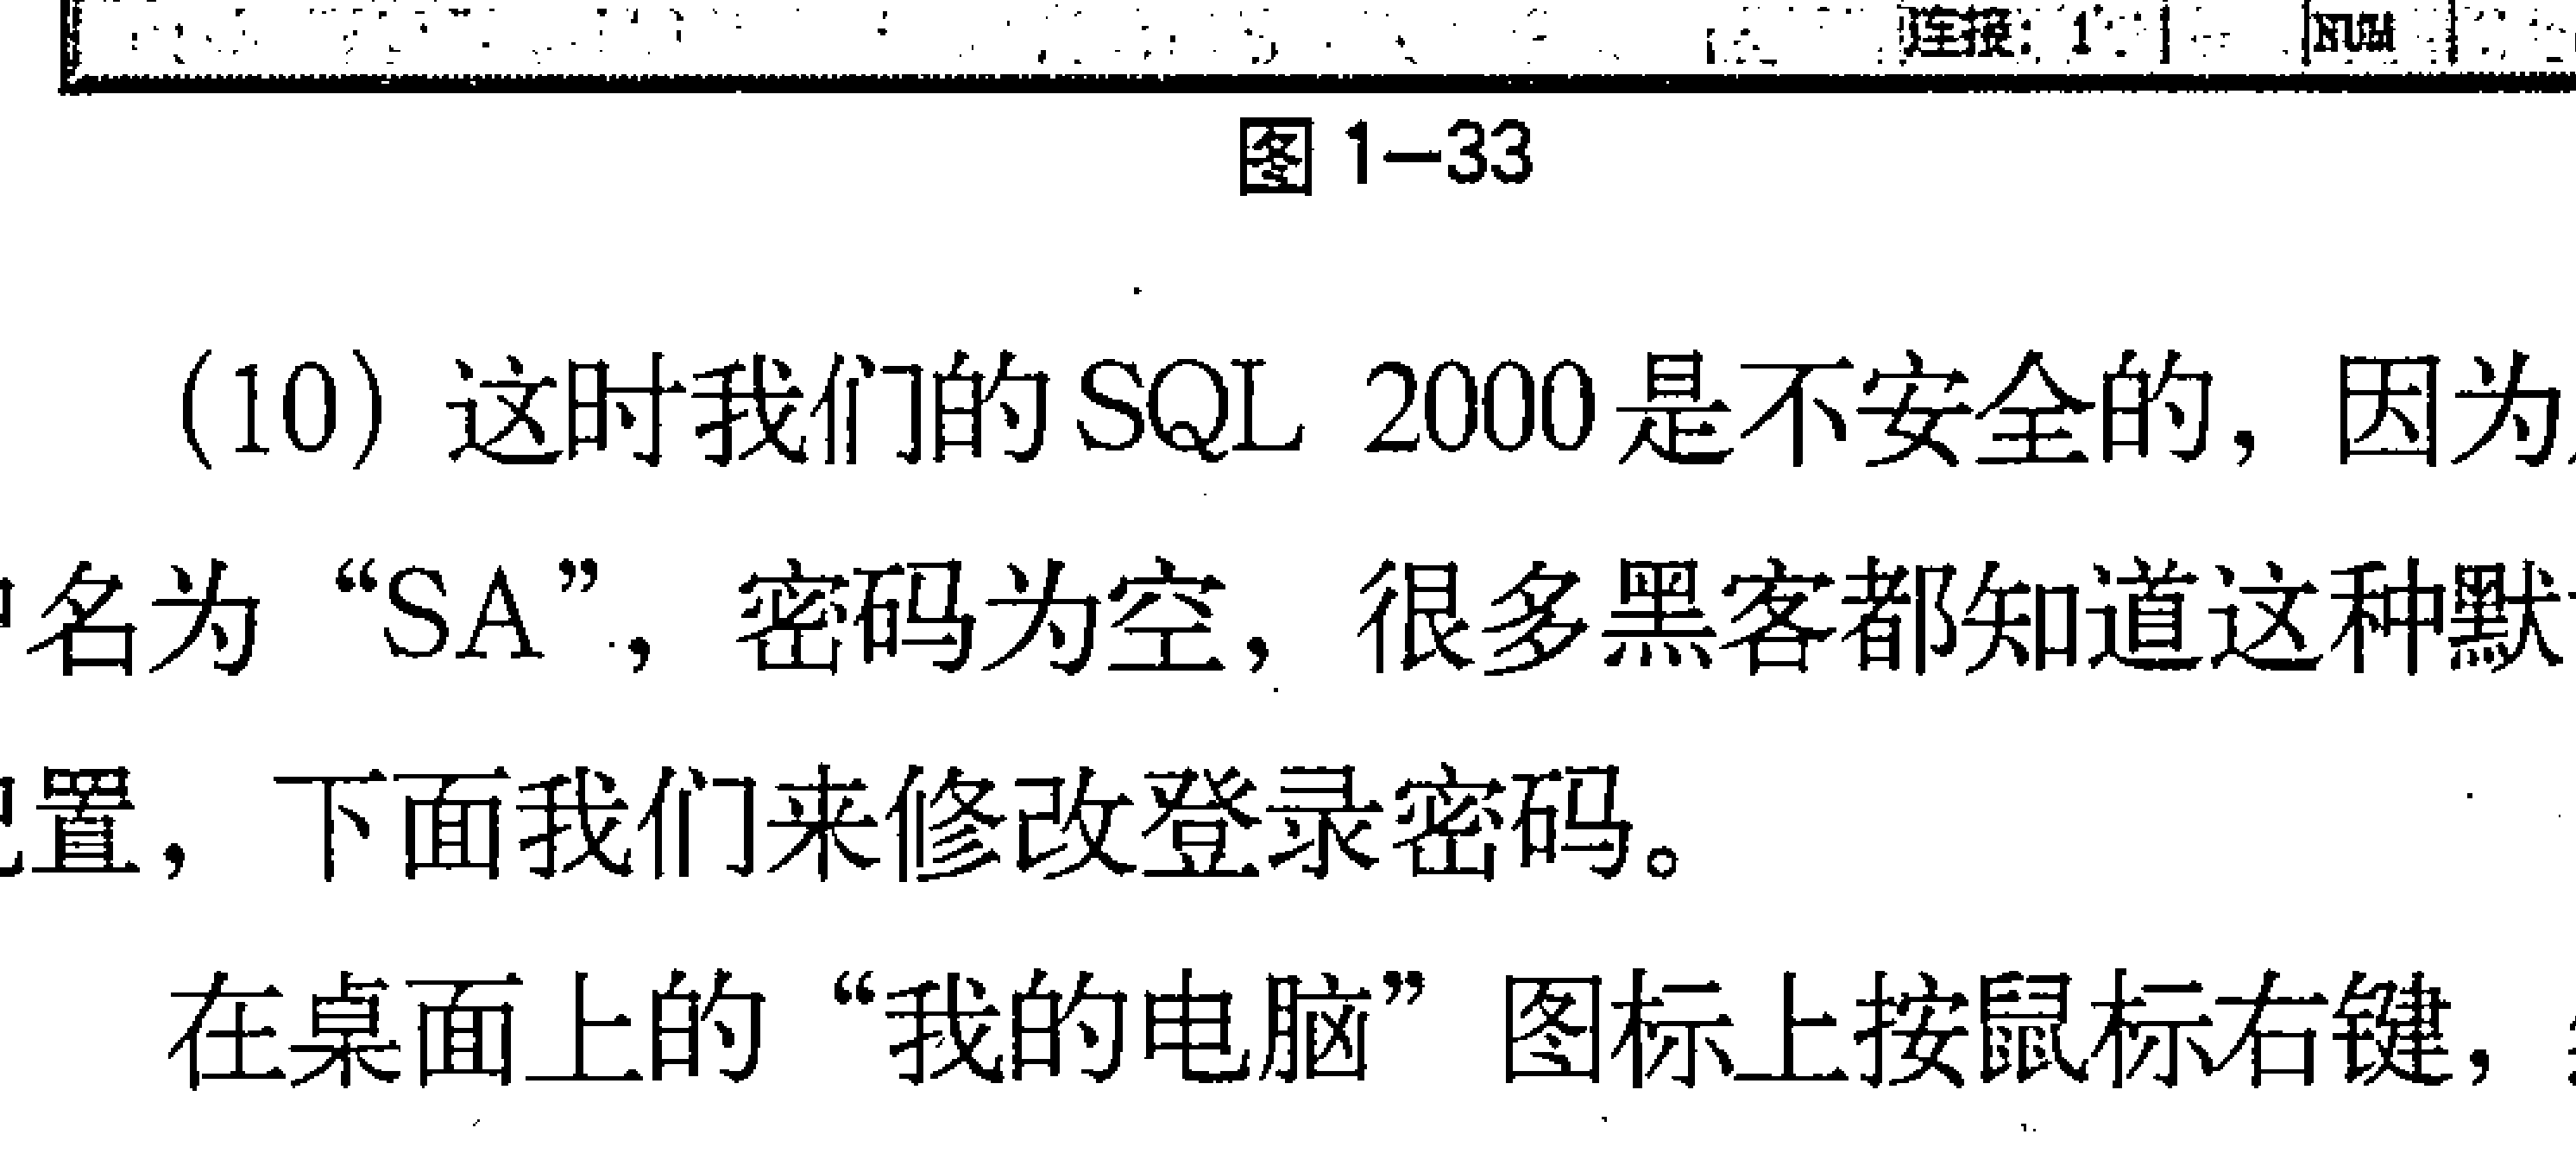 连接: 1 NUM
图 1-33
(10) 这时我们的SQL 2000是不安全的，因为
名为 “SA”，密码为空，很多黑客都知道这种默
置，下面我们来修改登录密码。
在桌面上的 “我的电脑” 图标上按鼠标右键，